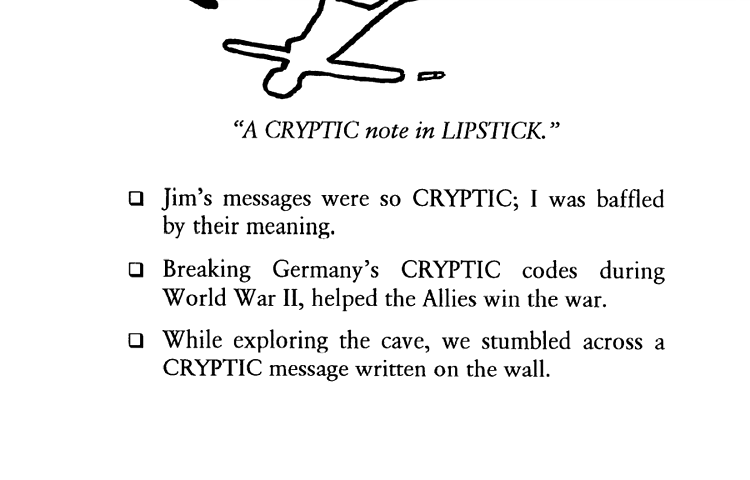 “A CRYPTIC note in LIPSTICK.”
❑ Jim’s messages were so CRYPTIC; I was baffled
by their meaning.
❑ Breaking Germany’s CRYPTIC codes during
World War II, helped the Allies win the war.
❑ While exploring the cave, we stumbled across a
CRYPTIC message written on the wall.